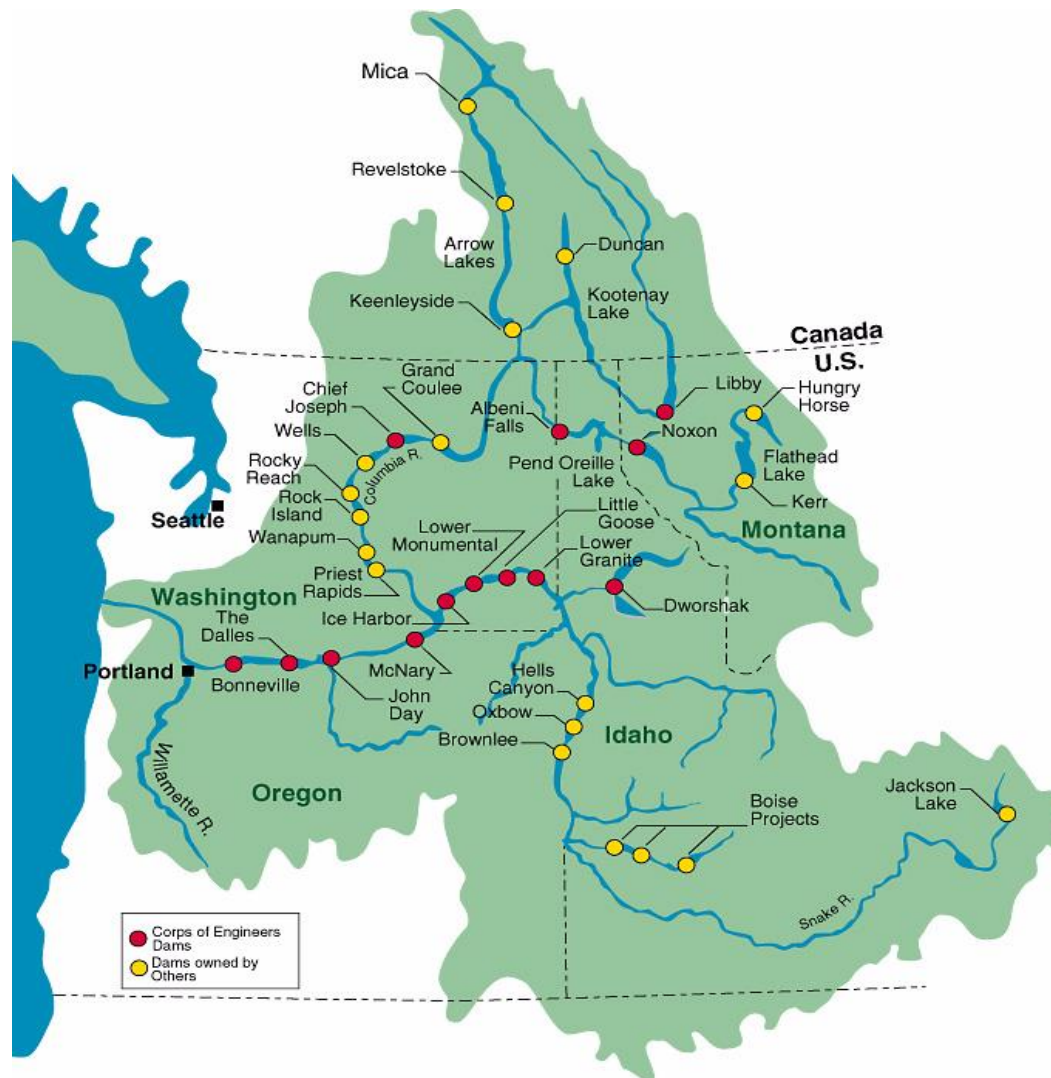 Mica
Revelstoke
Arrow
Lakes
Duncan
Keenleyside
Kootenay
Lake
Canada
U.S.
Grand
Coulee
Chief
Joseph
Albeni
Falls
Libby
Hungry
Horse
Wells
Noxon
Columbia R.
Rocky
Reach
Pend Oreille
Lake
Flathead
Lake
Rock
Island
Little
Goose
Kerr
Seattle
Lower
Monumental
Montana
Wanapum
Lower
Granite
Priest
Rapids
Washington
Ice Harbor
Dworshak
The
Dalles
Portland
McNary
Bonneville
John
Day
Hells
Canyon
Oxbow
Brownlee
Idaho
Willamette R.
Oregon
Boise
Projects
Jackson
Lake
Snake R.
Corps of Engineers
Dams
Dams owned by
Others